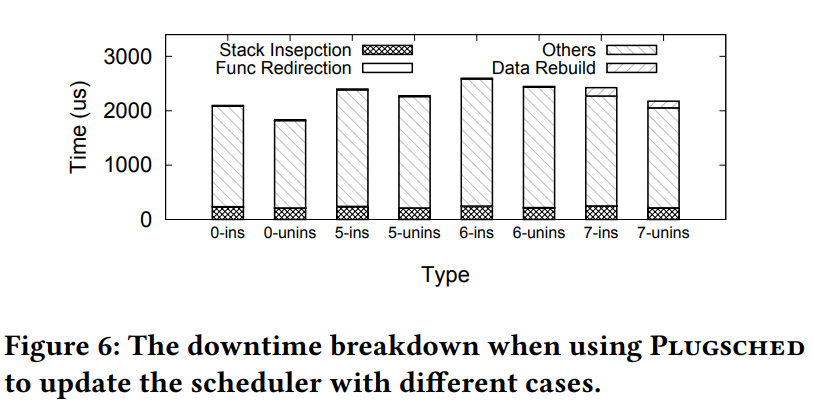 3000
2000
1000
0
Time (us)
Stack Insepction
Func Redirection
Others
Data Rebuild
0-ins 0-unins 5-ins 5-unins 6-ins 6-unins 7-ins 7-unins
Type
Figure 6: The downtime breakdown when using PLUGSCHED
to update the scheduler with different cases.